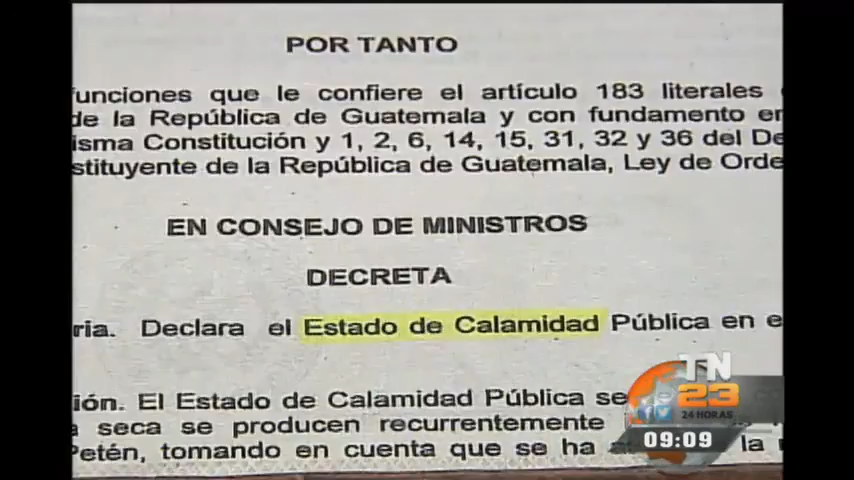 POR TANTO
funciones que le confiere el artículo 183 literales
de la República de Guatemala y con fundamento en
isma Constitución y 1, 2, 6, 14, 15, 31, 32 y 36 del De
stituyente de la República de Guatemala, Ley de Orde
EN CONSEJO DE MINISTROS
DECRETA
ria. Declara el Estado de Calamidad Pública en e
ión. El Estado de Calamidad Pública se
a seca se producen recurrentemente
Petén, tomando en cuenta que se ha la
TN
23
24 HORAS
09:09